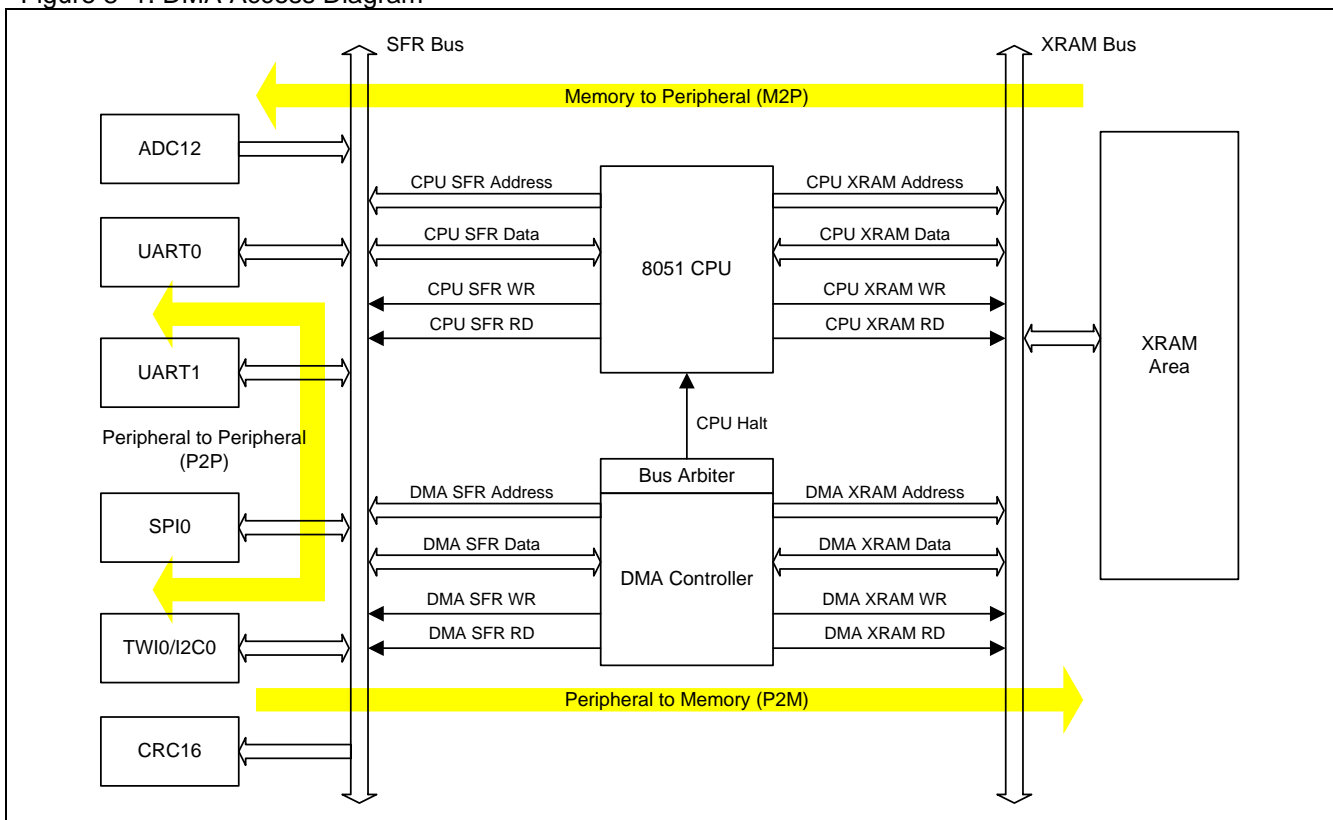 Figure 8-1. DMA Access Diagram
SFR Bus
XRAM Bus
Memory to Peripheral (M2P)
ADC12
UART0
UART1
Peripheral to Peripheral
(P2P)
SPI0
TWI0/I2C0
CRC16
CPU SFR Address
CPU SFR Data
CPU SFR WR
CPU SFR RD
8051 CPU
CPU XRAM Address
CPU XRAM Data
CPU XRAM WR
CPU XRAM RD
XRAM
Area
CPU Halt
Bus Arbiter
DMA Controller
DMA SFR Address
DMA SFR Data
DMA SFR WR
DMA SFR RD
DMA XRAM Address
DMA XRAM Data
DMA XRAM WR
DMA XRAM RD
Peripheral to Memory (P2M)